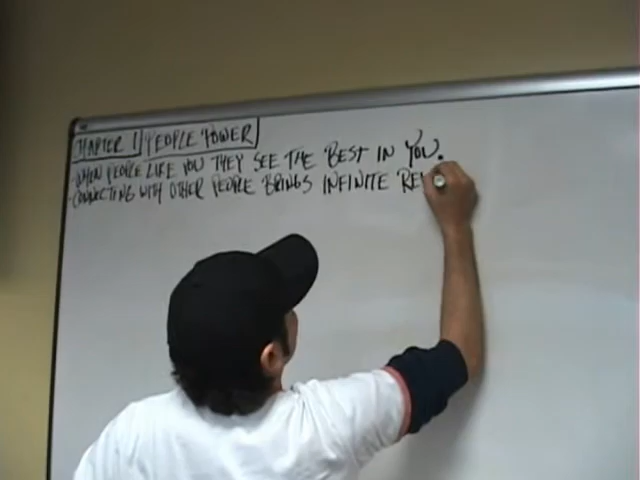 CHAPTER 1 PEOPLE POWER
-WHEN PEOPLE LIKE YOU THEY SEE THE BEST IN YOU.
-CONNECTING WITH OTHER PEOPLE BRINGS INFINITE REW